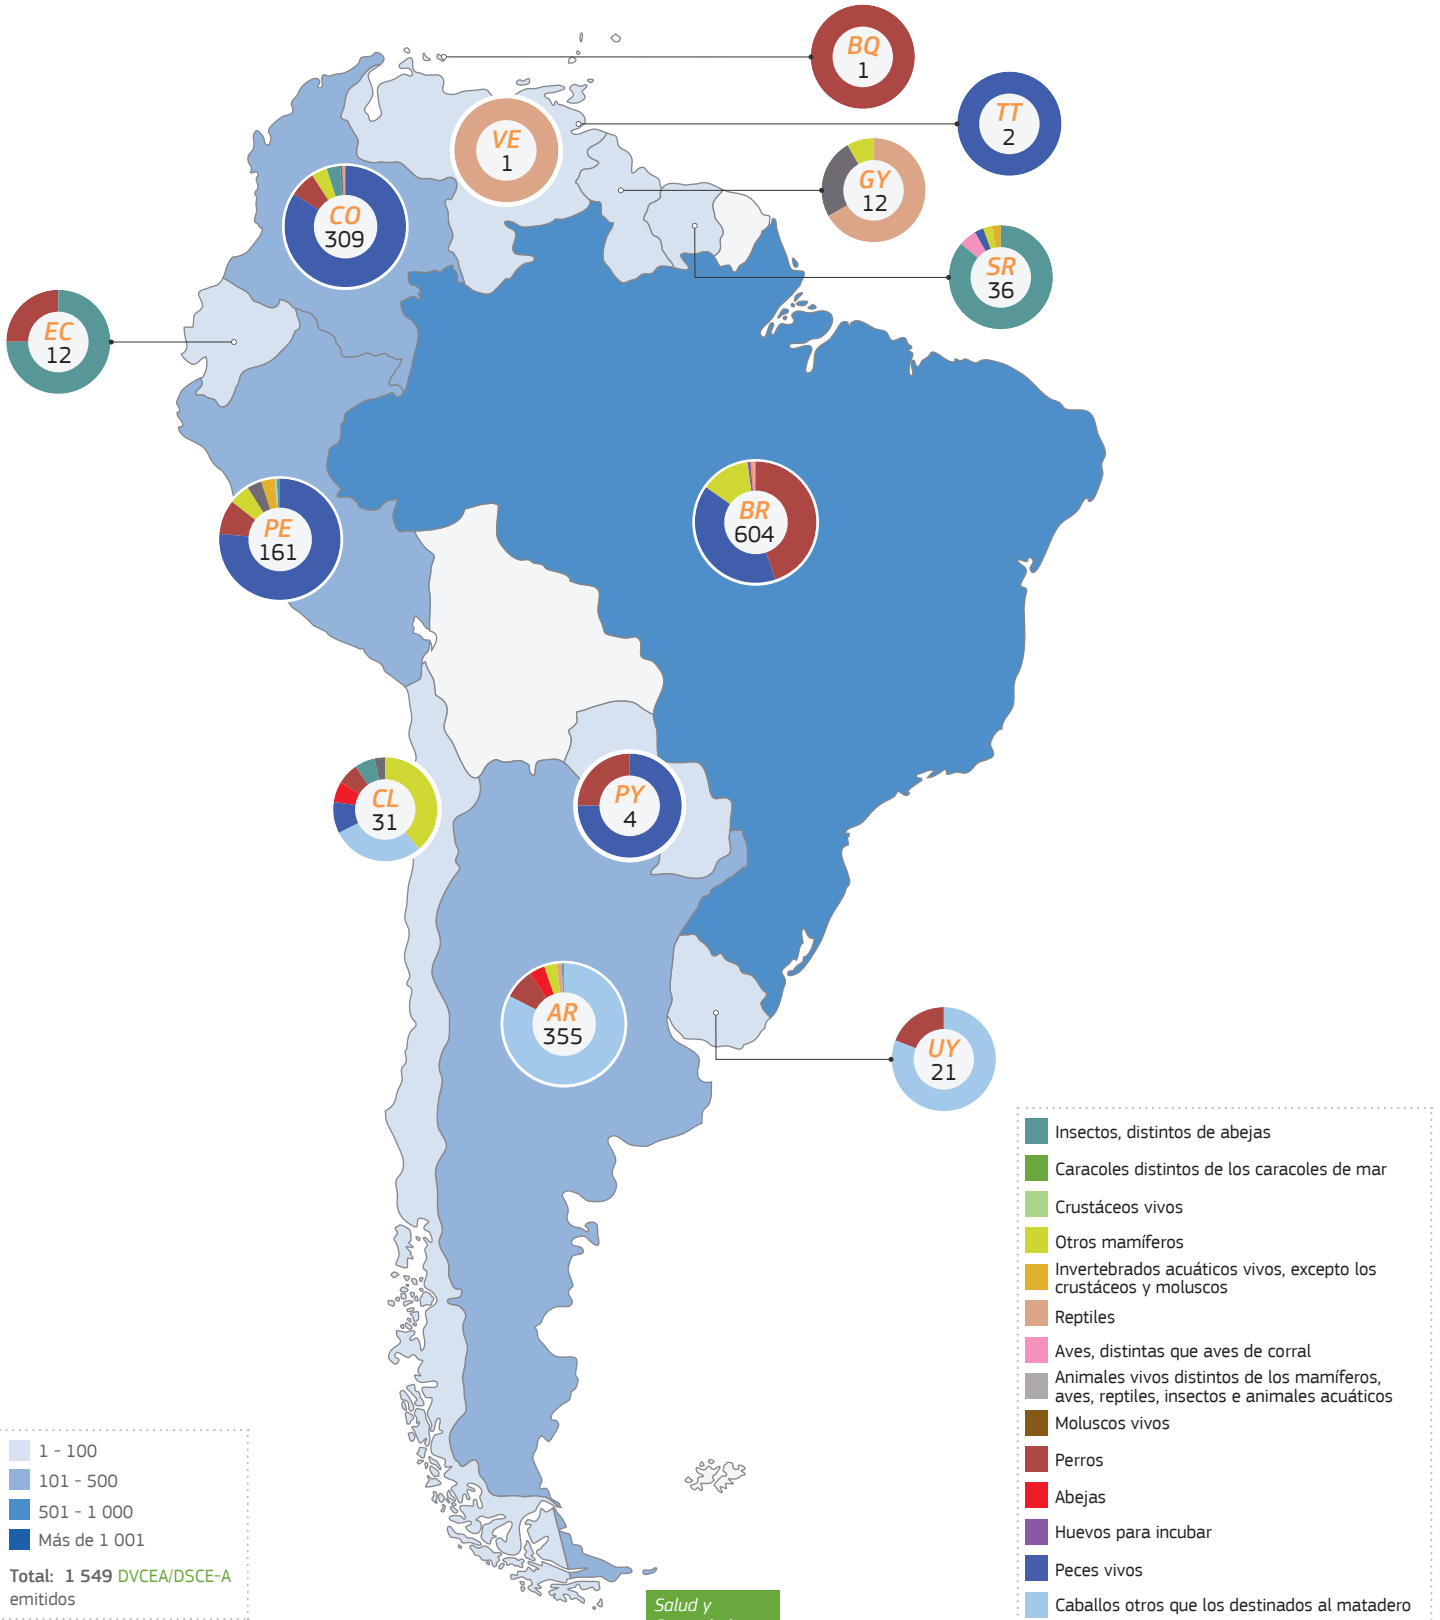 BQ
1
TT
2
VE
1
GY
12
CO
309
SR
36
EC
12
BR
604
PE
161
CL
31
PY
4
AR
355
UY
21
Insectos, distintos de abejas
Caracoles distintos de los caracoles de mar
Crustáceos vivos
Otros mamíferos
Invertebrados acuáticos vivos, excepto los
crustáceos y moluscos
Reptiles
Aves, distintas que aves de corral
Animales vivos distintos de los mamíferos,
aves, reptiles, insectos e animales acuáticos
Moluscos vivos
Perros
Abejas
Huevos para incubar
Peces vivos
Caballos otros que los destinados al matadero
1 - 100
101 - 500
501 - 1 000
Más de 1 001
Total: 1 549 DVCEA/DSCE-A
emitidos
Salud y